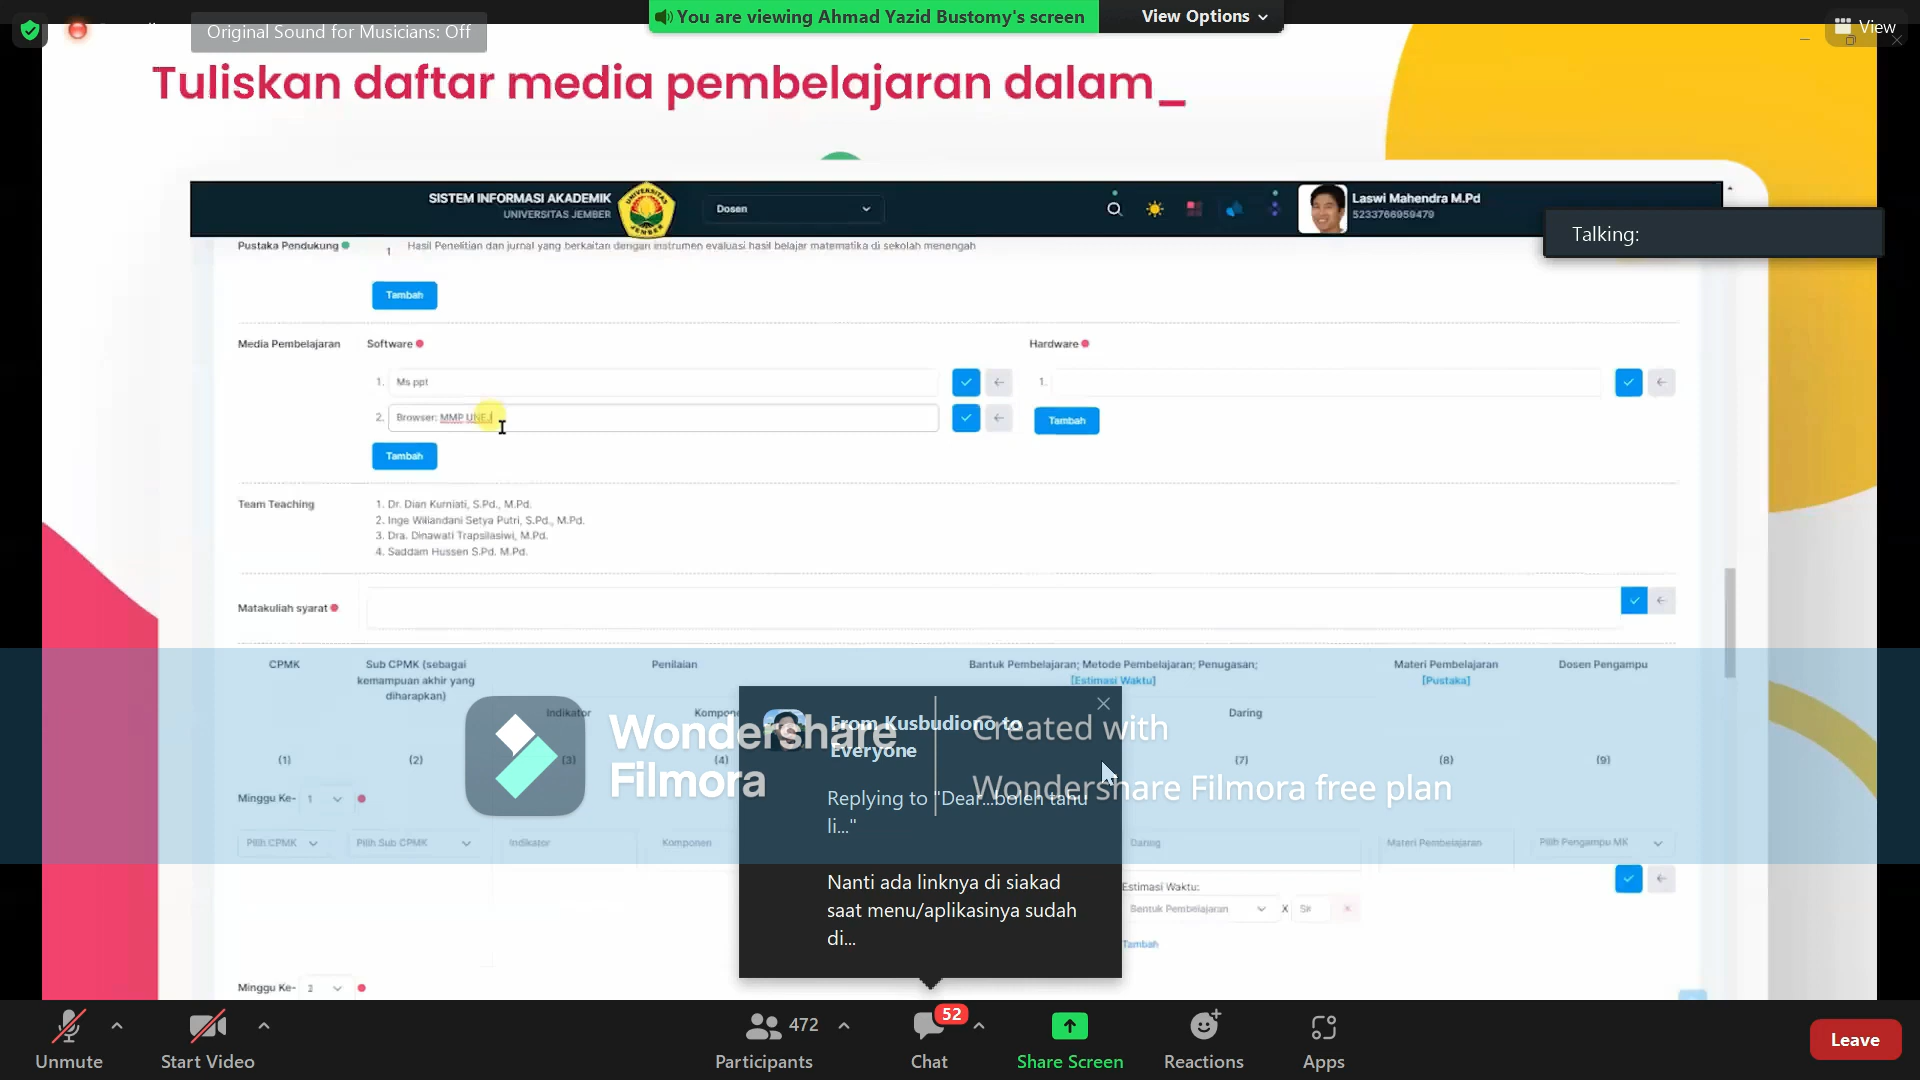 You are viewing Ahmad Yazid Bustomy's screen
View Options
Original Sound for Musicians: Off
View
Tuliskan daftar media pembelajaran dalam_
SISTEM INFORMASI AKADEMIK
UNIVERSITAS JEMBER
UNIVERSITAS
JEMBER
Dosen
Laswi Mahendra M.Pd
5233766959479
Talking:
Pustaka Pendukung
1 Hasil Penelitian dan jurnal yang berkaitan dengan instrumen evaluasi hasil belajar matematika di sekolah menengah
Tambah
Media Pembelajaran
Software
Hardware
1. Ms ppt
1.
2. Browser: MMP UNEJ
Tambah
Tambah
Team Teaching
1. Dr. Dian Kurniati, S.Pd., M.Pd.
2. Inge Wiliandani Setya Putri, S.Pd., M.Pd.
3. Dra. Dinawati Trapsilasiwi, M.Pd.
4. Saddam Hussen S.Pd. M.Pd.
Matakuliah syarat
CPMK
Sub CPMK (sebagai
kemampuan akhir yang
diharapkan)
Penilaian
Bantuk Pembelajaran; Metode Pembelajaran; Penugasan;
[Estimasi Waktu]
Materi Pembelajaran
[Pustaka]
Dosen Pengampu
Indikator
Daring
(1)
(2)
(3)
(4)
(7)
(8)
(9)
Wondershare
Filmora
Created with
Wondershare Filmora free plan
From Kusbudiono to
Everyone
Replying to "Dear...boleh tahu
li..."
Nanti ada linknya di siakad
saat menu/aplikasinya sudah
di...
Minggu Ke- 1
Pilih CPMK
Pilih Sub CPMK
Indikator
Komponen
Daring
Materi Pembelajaran
Pilih Pengampu MK
Estimasi Waktu:
Bentuk Pembelajaran
X
Tambah
Minggu Ke-
Unmute
Start Video
472
Participants
52
Chat
Share Screen
Reactions
Apps
Leave